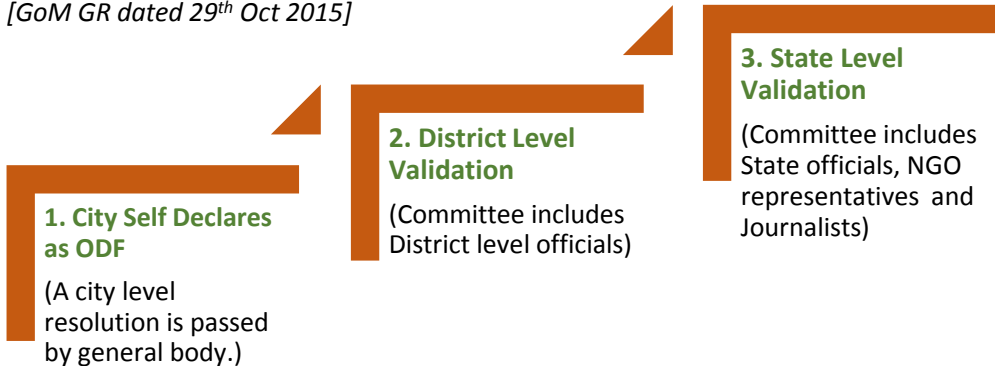 [GoM GR dated 29th Oct 2015]
1. City Self Declares
as ODF
(A city level
resolution is passed
by general body.)
2. District Level
Validation
(Committee includes
District level officials)
3. State Level
Validation
(Committee includes
State officials, NGO
representatives and
Journalists)